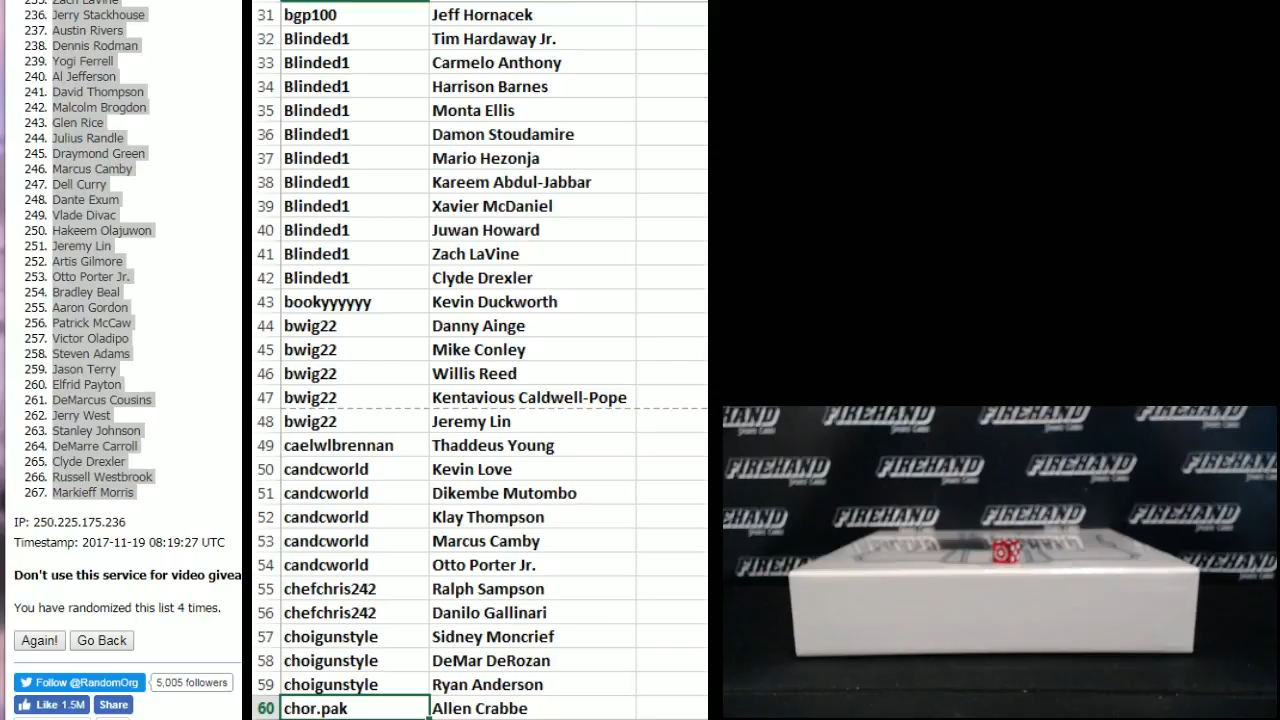 236. Jerry Stackhouse
237. Austin Rivers
238. Dennis Rodman
239. Yogi Ferrell
240. Al Jefferson
241. David Thompson
242. Malcolm Brogdon
243. Glen Rice
244. Julius Randle
245. Draymond Green
246. Marcus Camby
247. Dell Curry
248. Dante Exum
249. Vlade Divac
250. Hakeem Olajuwon
251. Jeremy Lin
252. Artis Gilmore
253. Otto Porter Jr.
254. Bradley Beal
255. Aaron Gordon
256. Patrick McCaw
257. Victor Oladipo
258. Steven Adams
259. Jason Terry
260. Elfrid Payton
261. DeMarcus Cousins
262. Jerry West
263. Stanley Johnson
264. DeMarre Carroll
265. Clyde Drexler
266. Russell Westbrook
267. Markieff Morris
IP: 250.225.175.236
Timestamp: 2017-11-19 08:19:27 UTC
Don't use this service for video givea
You have randomized this list 4 times.
Again! Go Back
Follow @RandomOrg 5,005 followers
Like 1.5M Share
31 bgp100 Jeff Hornacek
32 Blinded1 Tim Hardaway Jr.
33 Blinded1 Carmelo Anthony
34 Blinded1 Harrison Barnes
35 Blinded1 Monta Ellis
36 Blinded1 Damon Stoudamire
37 Blinded1 Mario Hezonja
38 Blinded1 Kareem Abdul-Jabbar
39 Blinded1 Xavier McDaniel
40 Blinded1 Juwan Howard
41 Blinded1 Zach LaVine
42 Blinded1 Clyde Drexler
43 bookyyyyyy Kevin Duckworth
44 bwig22 Danny Ainge
45 bwig22 Mike Conley
46 bwig22 Willis Reed
47 bwig22 Kentavious Caldwell-Pope
48 bwig22 Jeremy Lin
49 caelwlbrennan Thaddeus Young
50 candcworld Kevin Love
51 candcworld Dikembe Mutombo
52 candcworld Klay Thompson
53 candcworld Marcus Camby
54 candcworld Otto Porter Jr.
55 chefchris242 Ralph Sampson
56 chefchris242 Danilo Gallinari
57 choigunstyle Sidney Moncrief
58 choigunstyle DeMar DeRozan
59 choigunstyle Ryan Anderson
60 chor.pak Allen Crabbe
FIREHAND FIREHAND FIREHAND
FIREHAND FIREHAND FIREHAND FIREHAND
FIREHAND FIREHAND FIREHAND